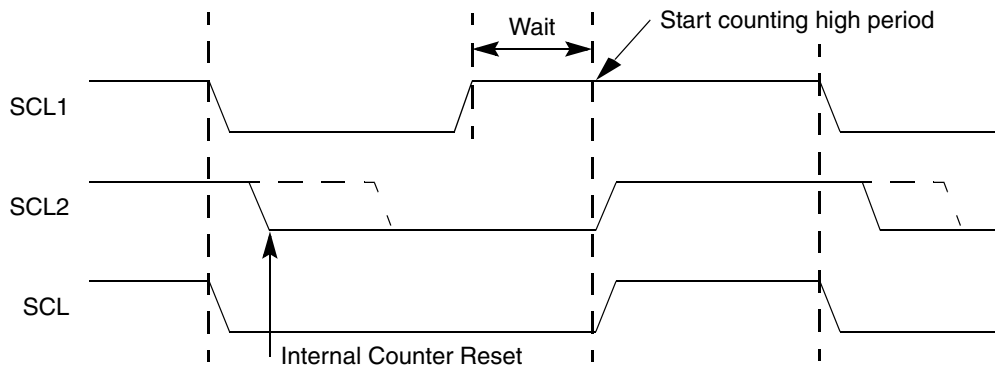 Start counting high period
Wait
SCL1
SCL2
SCL
Internal Counter Reset